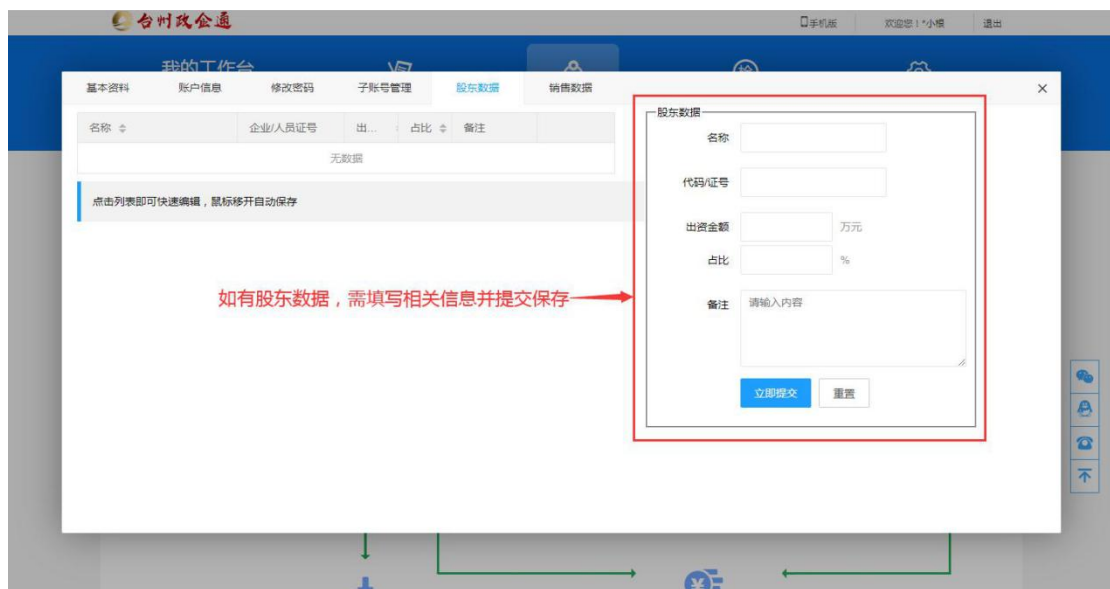 台州政企通
手机版 欢迎您！*小模 退出
我的工作台
基本资料 账户信息 修改密码 子账号管理 股东数据 销售数据 ×
名称 企业/人员证号 出... 占比 备注
无数据
点击列表即可快速编辑，鼠标移开自动保存
股东数据
名称
代码/证号
出资金额 万元
占比 %
如有股东数据，需填写相关信息并提交保存
备注 请输入内容
立即提交 重置